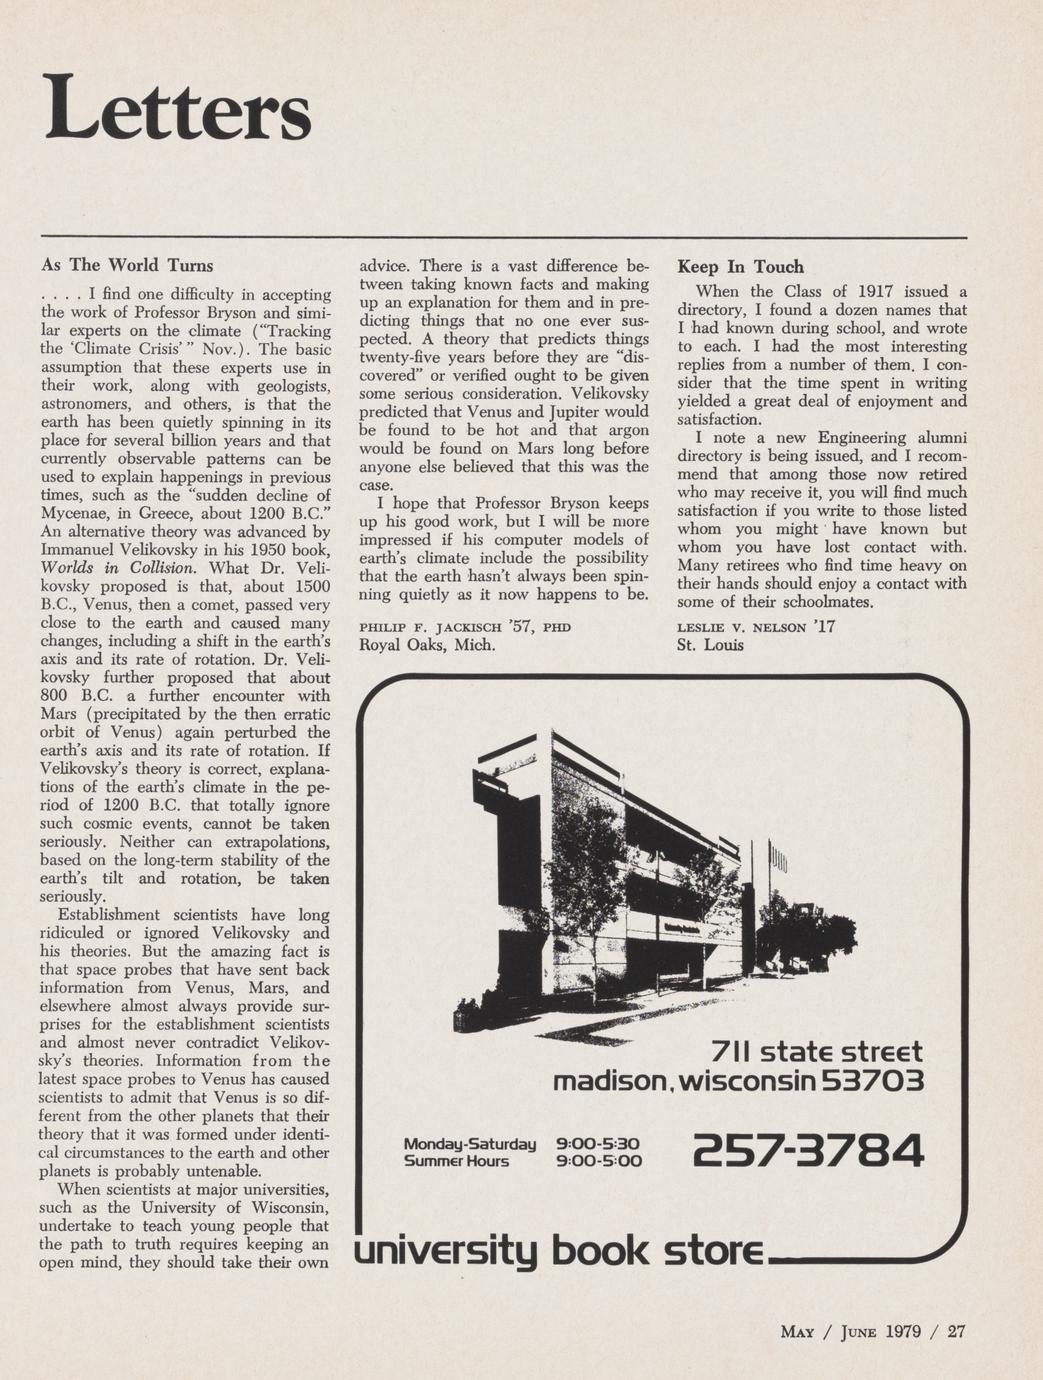 Letters
As The World Turns
. . . . I find one difficulty in accepting
the work of Professor Bryson and simi-
lar experts on the climate (“Tracking
the ‘Climate Crisis’ ” Nov.). The basic
assumption that these experts use in
their work, along with geologists,
astronomers, and others, is that the
earth has been quietly spinning in its
place for several billion years and that
currently observable patterns can be
used to explain happenings in previous
times, such as the “sudden decline of
Mycenae, in Greece, about 1200 B.C.”
An alternative theory was advanced by
Immanuel Velikovsky in his 1950 book,
Worlds in Collision. What Dr. Veli-
kovsky proposed is that, about 1500
B.C., Venus, then a comet, passed very
close to the earth and caused many
changes, including a shift in the earth’s
axis and its rate of rotation. Dr. Veli-
kovsky further proposed that about
800 B.C. a further encounter with
Mars (precipitated by the then erratic
orbit of Venus) again perturbed the
earth’s axis and its rate of rotation. If
Velikovsky’s theory is correct, explana-
tions of the earth’s climate in the pe-
riod of 1200 B.C. that totally ignore
such cosmic events, cannot be taken
seriously. Neither can extrapolations,
based on the long-term stability of the
earth’s tilt and rotation, be taken
seriously.
Establishment scientists have long
ridiculed or ignored Velikovsky and
his theories. But the amazing fact is
that space probes that have sent back
information from Venus, Mars, and
elsewhere almost always provide sur-
prises for the establishment scientists
and almost never contradict Velikov-
sky’s theories. Information from the
latest space probes to Venus has caused
scientists to admit that Venus is so dif-
ferent from the other planets that their
theory that it was formed under identi-
cal circumstances to the earth and other
planets is probably untenable.
When scientists at major universities,
such as the University of Wisconsin,
undertake to teach young people that
the path to truth requires keeping an
open mind, they should take their own
advice. There is a vast difference be-
tween taking known facts and making
up an explanation for them and in pre-
dicting things that no one ever sus-
pected. A theory that predicts things
twenty-five years before they are “dis-
covered” or verified ought to be given
some serious consideration. Velikovsky
predicted that Venus and Jupiter would
be found to be hot and that argon
would be found on Mars long before
anyone else believed that this was the
case.
I hope that Professor Bryson keeps
up his good work, but I will be more
impressed if his computer models of
earth’s climate include the possibility
that the earth hasn’t always been spin-
ning quietly as it now happens to be.
PHILIP F. JACKISCH ’57, PHD
Royal Oaks, Mich.
Keep In Touch
When the Class of 1917 issued a
directory, I found a dozen names that
I had known during school, and wrote
to each. I had the most interesting
replies from a number of them. I con-
sider that the time spent in writing
yielded a great deal of enjoyment and
satisfaction.
I note a new Engineering alumni
directory is being issued, and I recom-
mend that among those now retired
who may receive it, you will find much
satisfaction if you write to those listed
whom you might have known but
whom you have lost contact with.
Many retirees who find time heavy on
their hands should enjoy a contact with
some of their schoolmates.
LESLIE V. NELSON ’17
St. Louis
711 state street
madison, wisconsin 53703
Monday-Saturday 9:00-5:30
Summer Hours 9:00-5:00
257-3784
university book store
MAY / JUNE 1979 / 27